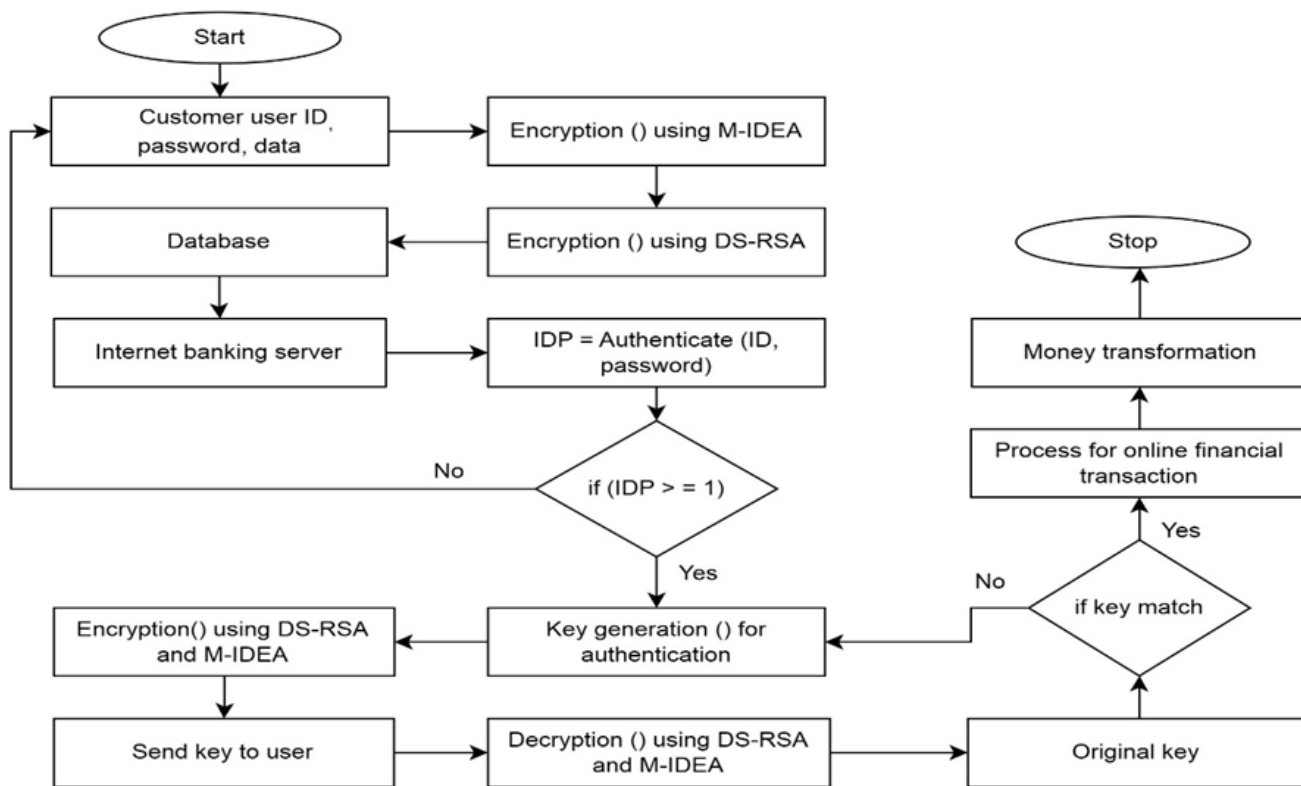 Start
Customer user ID,
password, data
Encryption () using M-IDEA
Database
Encryption () using DS-RSA
Stop
Internet banking server
IDP = Authenticate (ID,
password)
Money transformation
No
if (IDP > = 1)
Process for online financial
transaction
Yes
Yes
No
if key match
Encryption() using DS-RSA
and M-IDEA
Key generation () for
authentication
Send key to user
Decryption () using DS-RSA
and M-IDEA
Original key